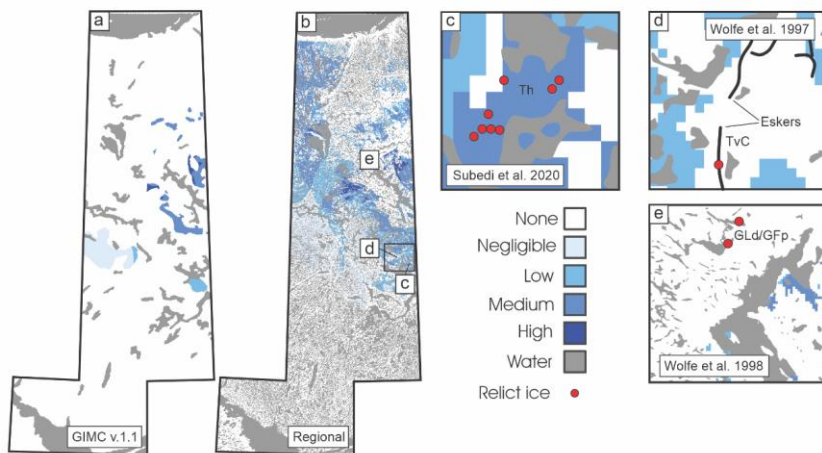 a
GIMC v.1.1
b
e
d
c
Regional
c
Th
Subedi et al. 2020
None
Negligible
Low
Medium
High
Water
Relict ice
d
Wolfe et al. 1997
Eskers
TvC
e
GLd/GFp
Wolfe et al. 1998